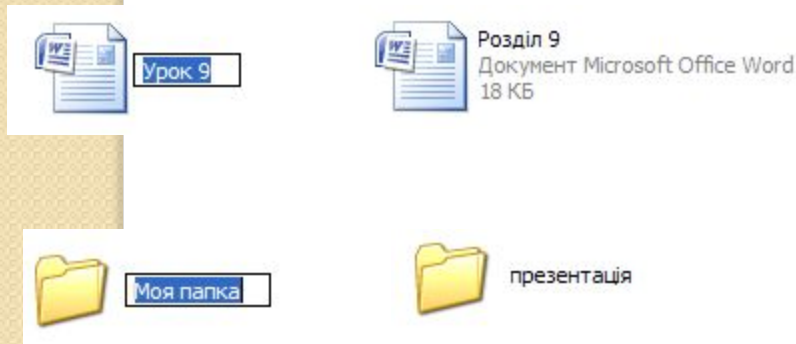 Урок 9
Розділ 9
Документ Microsoft Office Word
18 КБ
Моя папка
презентація